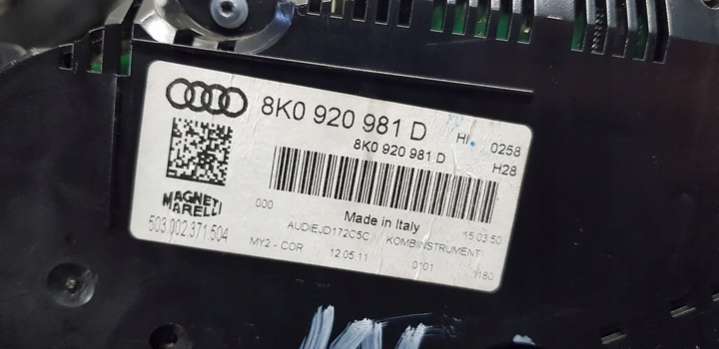 8K0 920 981 D
HI. 0258
8K0 920 981 D
H28
MAGNETI
MARELLI
000
Made in Italy
15:03:50
503.002.371.504
AUDIEJD172C5C KOMBIINSTRUMENT
MY2 - COR 12.05.11 0101 1180